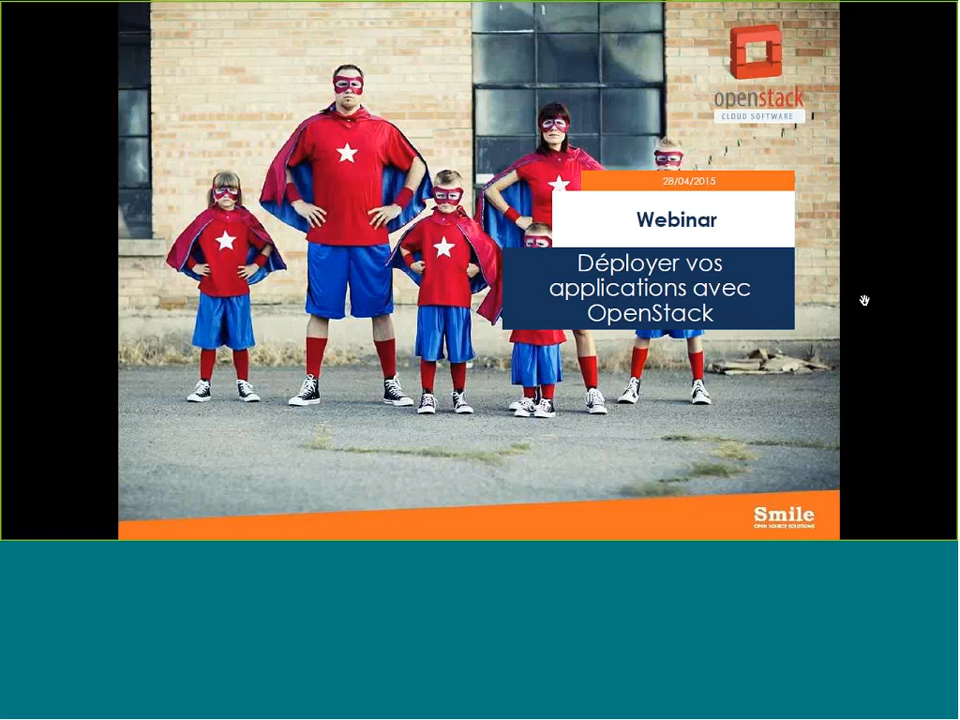 openstack
CLOUD SOFTWARE
28/04/2015
Webinar
Déployer vos
applications avec
OpenStack
Smile
OPEN SOURCE SOLUTIONS